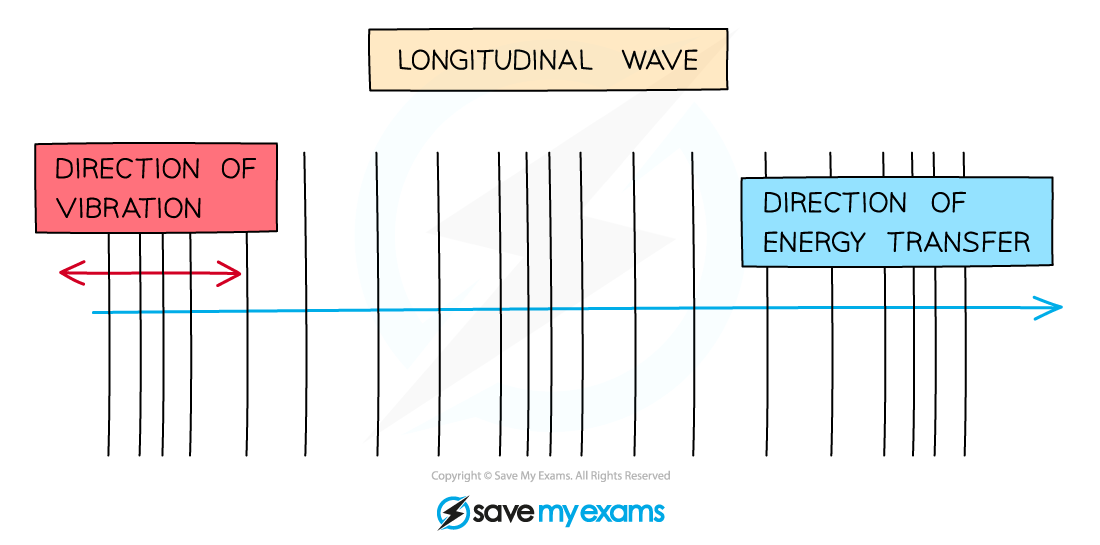 LONGITUDINAL WAVE
DIRECTION OF
VIBRATION
DIRECTION OF
ENERGY TRANSFER
Copyright © Save My Exams. All Rights Reserved
save my exams